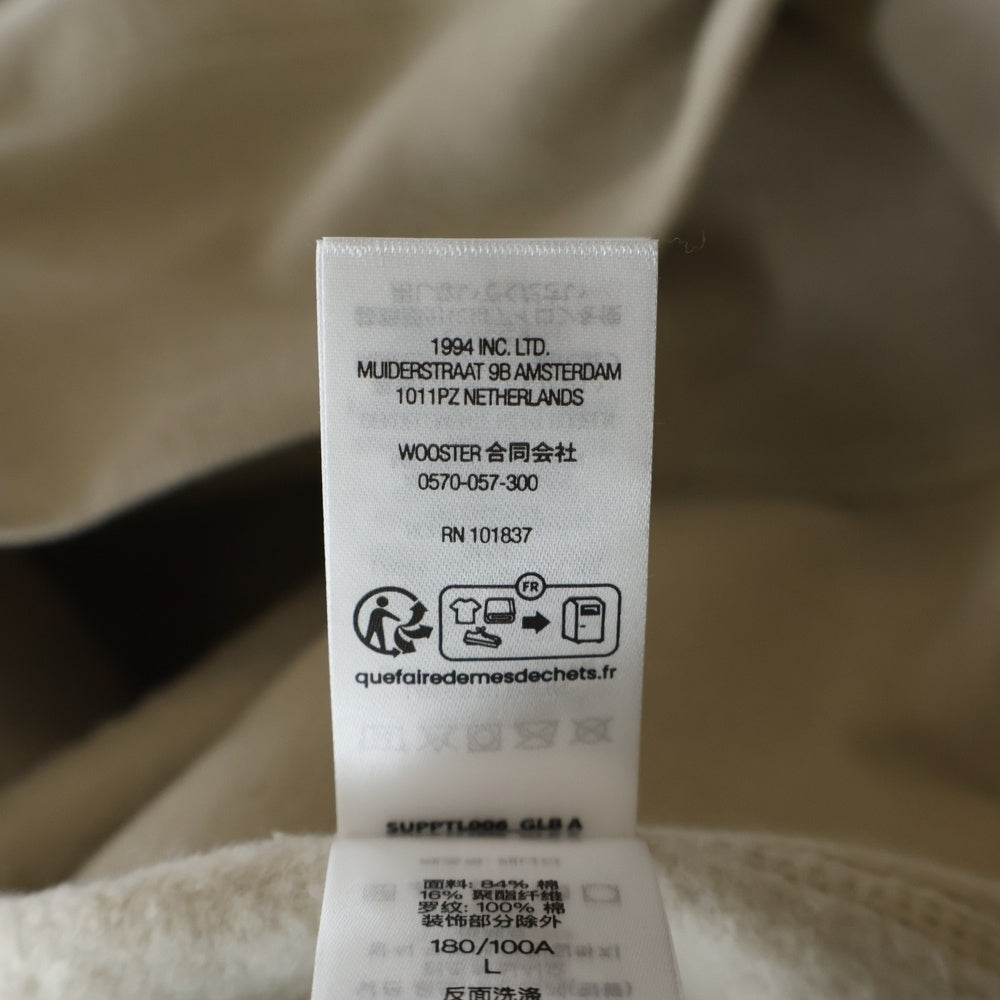 1994 INC. LTD.
MUIDERSTRAAT 9B AMSTERDAM
1011PZ NETHERLANDS
WOOSTER 合同会社
0570-057-300
RN 101837
FR
quefairedemesdechets.fr
SUPPTL006 GLB A
面料: 84% 棉
16% 聚酯纤维
罗纹: 100% 棉
装饰部分除外
180/100A
L
反面洗涤